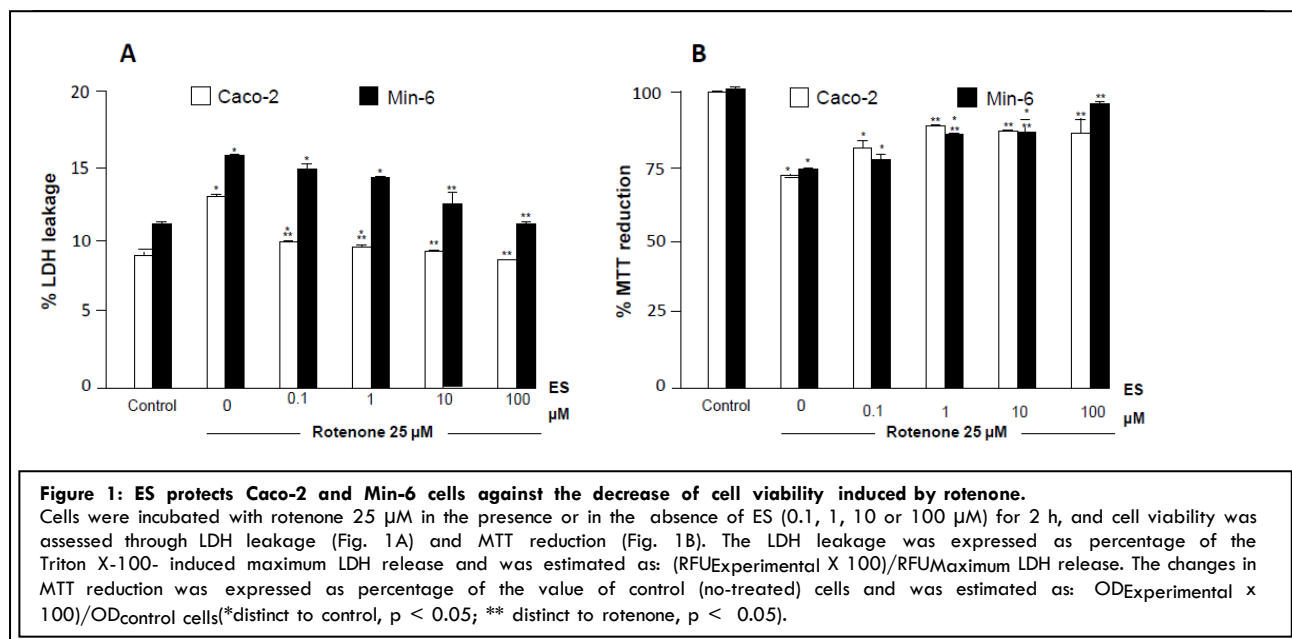 A
B
20
15
10
5
0
% LDH leakage
Caco-2
Min-6
*
*
*
*
**
*
*
**
**
**
**
**
Control
0
0.1
1
10
100
ES
µM
Rotenone 25 µM
100
75
50
25
0
% MTT reduction
Caco-2
Min-6
*
*
*
*
**
*
**
**
*
**
**
**
Control
0
0.1
1
10
100
ES
µM
Rotenone 25 µM
Figure 1: ES protects Caco-2 and Min-6 cells against the decrease of cell viability induced by rotenone.
Cells were incubated with rotenone 25 µM in the presence or in the absence of ES (0.1, 1, 10 or 100 µM) for 2 h, and cell viability was
assessed through LDH leakage (Fig. 1A) and MTT reduction (Fig. 1B). The LDH leakage was expressed as percentage of the
Triton X-100- induced maximum LDH release and was estimated as: (RFUExperimental X 100)/RFUMaximum LDH release. The changes in
MTT reduction was expressed as percentage of the value of control (no-treated) cells and was estimated as: ODExperimental x
100)/ODcontrol cells(*distinct to control, p < 0.05; ** distinct to rotenone, p < 0.05).